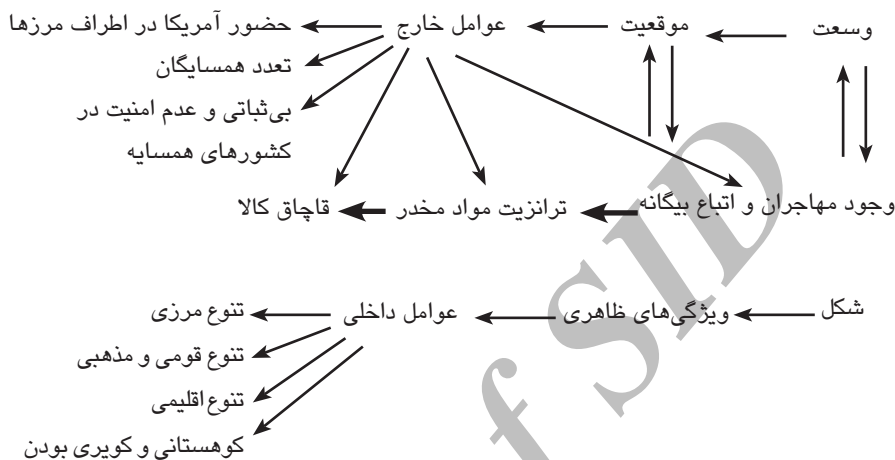 وسعت موقعیت عوامل خارج حضور آمریکا در اطراف مرزها
تعدد همسایگان
بی‌ثباتی و عدم امنیت در
کشورهای همسایه
وجود مهاجران و اتباع بیگانه ترانزیت مواد مخدر قاچاق کالا
شکل ویژگی‌های ظاهری عوامل داخلی تنوع مرزی
تنوع قومی و مذهبی
تنوع اقلیمی
کوهستانی و کویری بودن
f SID